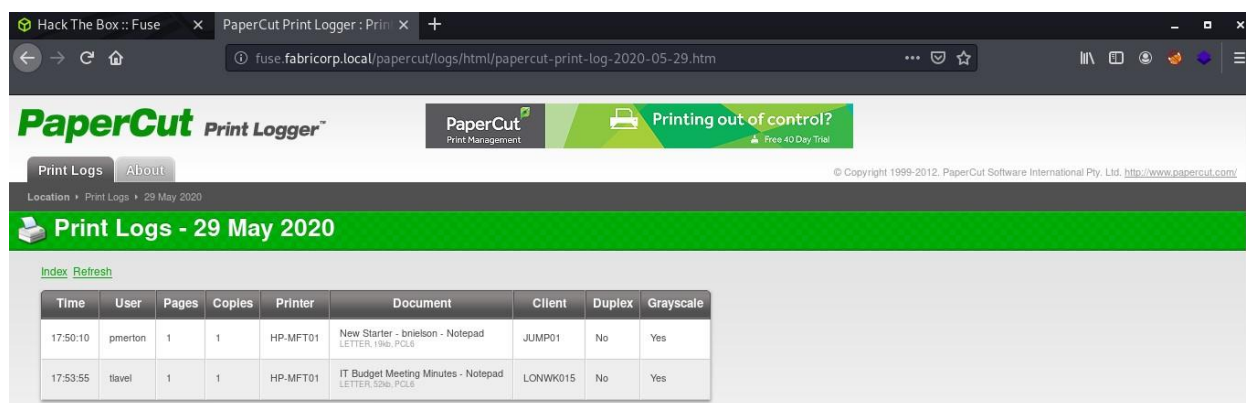 Hack The Box :: Fuse
PaperCut Print Logger : Prin
fuse.fabricorp.local/papercut/logs/html/papercut-print-log-2020-05-29.htm
PaperCut Print Logger™
PaperCut
Print Management
Printing out of control?
Free 40 Day Trial
Print Logs About
© Copyright 1999-2012. PaperCut Software International Pty. Ltd. http://www.papercut.com/
Location Print Logs 29 May 2020
Print Logs - 29 May 2020
Index Refresh
Time User Pages Copies Printer Document Client Duplex Grayscale
17:50:10 pmerton 1 1 HP-MFT01 New Starter - bnielson - Notepad JUMP01 No Yes
LETTER, 19kb, PCL6
17:53:55 tlavel 1 1 HP-MFT01 IT Budget Meeting Minutes - Notepad LONWK015 No Yes
LETTER, 52kb, PCL6